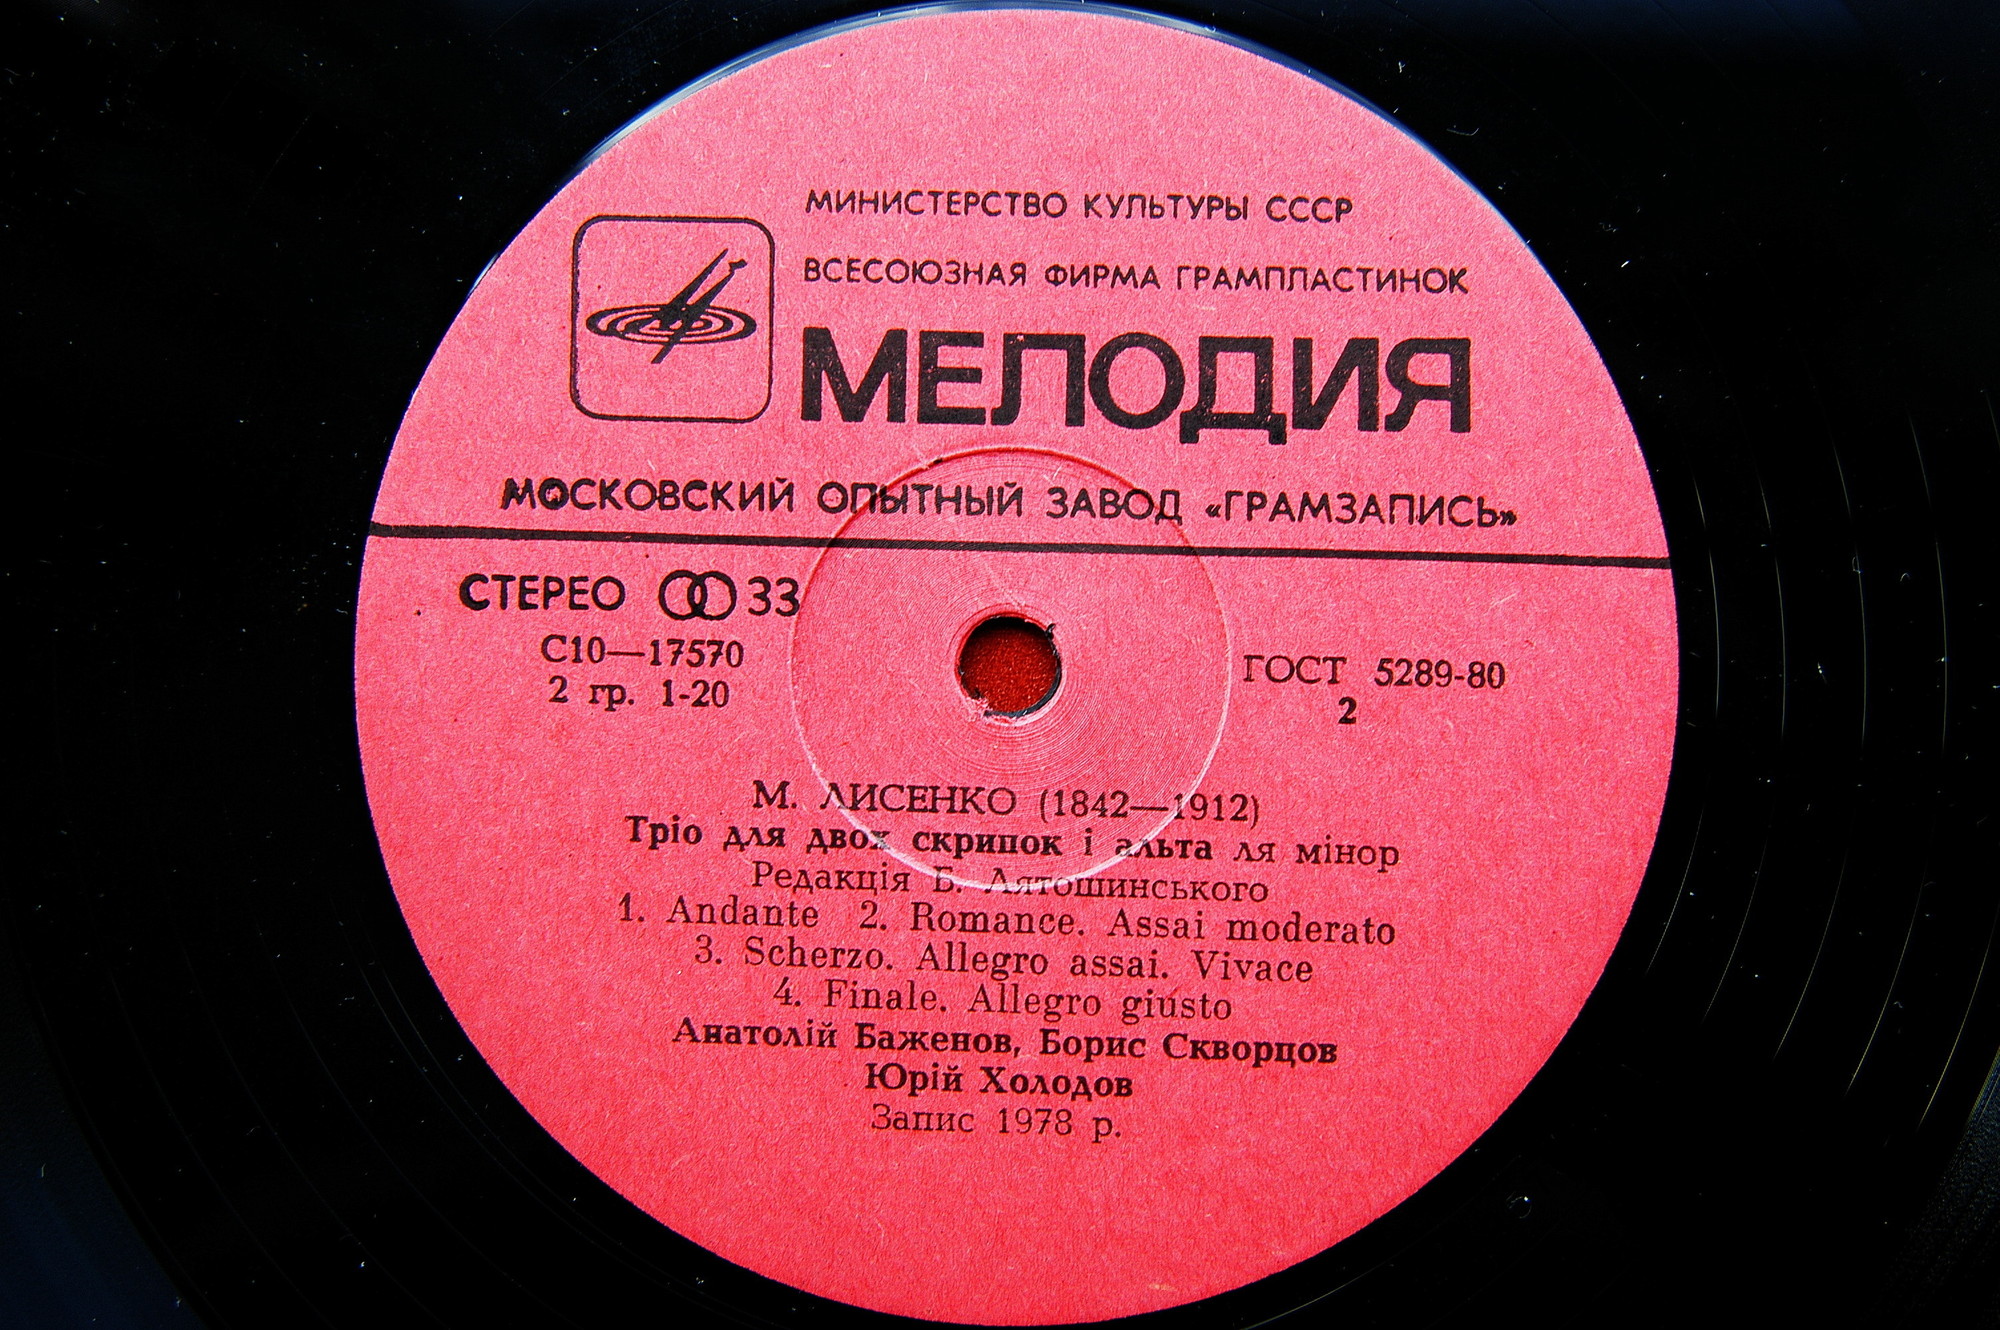 МИНИСТЕРСТВО КУЛЬТУРЫ СССР
ВСЕСОЮЗНАЯ ФИРМА ГРАМПЛАСТИНОК
МЕЛОДИЯ
МОСКОВСКИЙ ОПЫТНЫЙ ЗАВОД «ГРАМЗАПИСЬ»
СТЕРЕО 33
С10—17570
2 гр. 1-20
ГОСТ 5289-80
2
М. ЛИСЕНКО (1842—1912)
Тріо для двох скрипок і альта ля мінор
Редакція Б. Лятошинського
1. Andante 2. Romance. Assai moderato
3. Scherzo. Allegro assai. Vivace
4. Finale. Allegro giusto
Анатолій Баженов, Борис Скворцов
Юрій Холодов
Запис 1978 р.